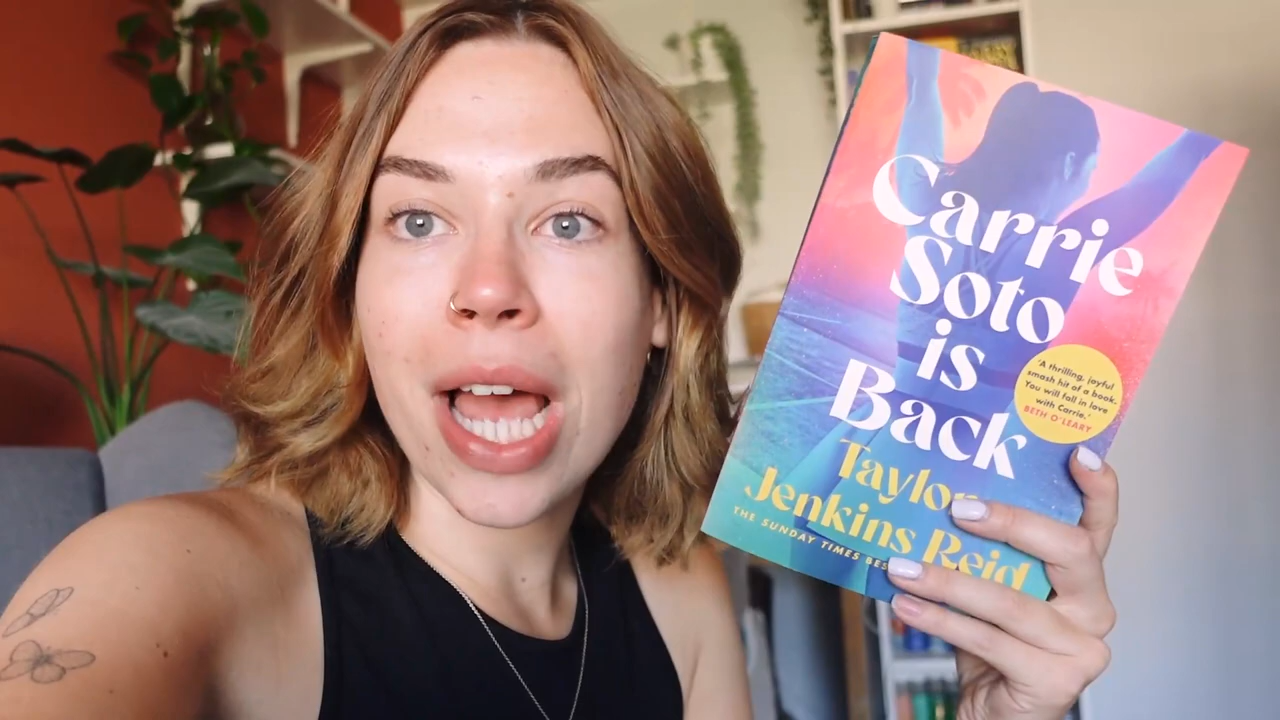 Carrie
Soto
is
Back
'A thrilling, joyful
smash hit of a book.
You will fall in love
with Carrie.'
BETH O'LEARY
Taylor
Jenkins Reid
THE SUNDAY TIMES